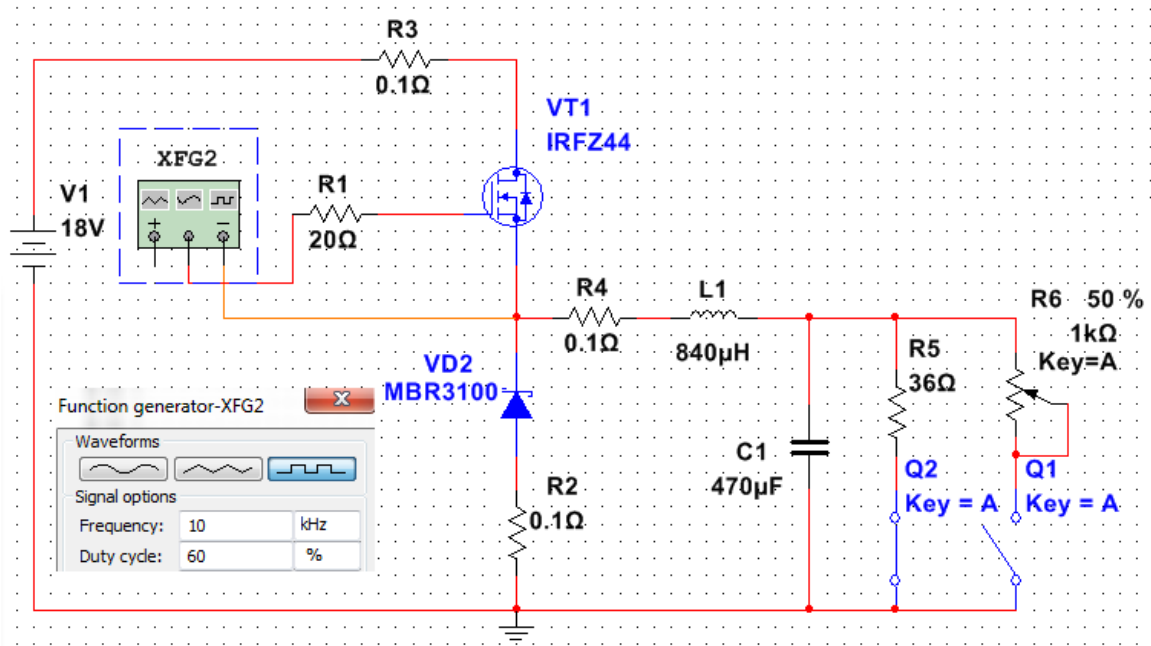 R3
0.1Ω
VT1
IRFZ44
XFG2
V1
18V
R1
20Ω
R4
0.1Ω
L1
840µH
R6 50 %
1kΩ
Key=A
R5
36Ω
VD2
MBR3100
Function generator-XFG2
Waveforms
Signal options
Frequency: 10 kHz
Duty cycle: 60 %
R2
0.1Ω
C1
470µF
Q2
Key = A
Q1
Key = A